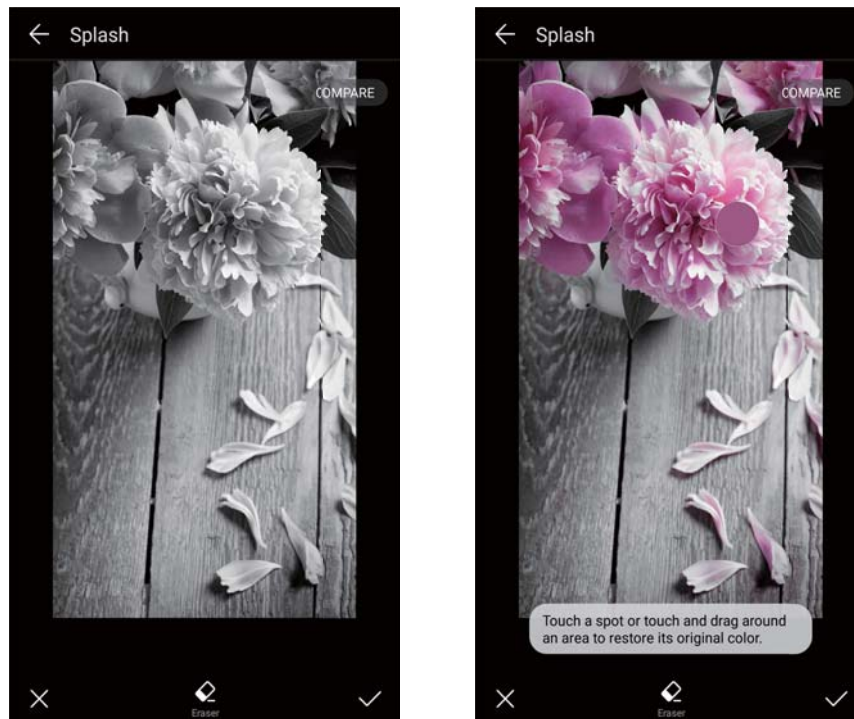 Splash
COMPARE
Eraser
Splash
COMPARE
Touch a spot or touch and drag around
an area to restore its original color.
Eraser